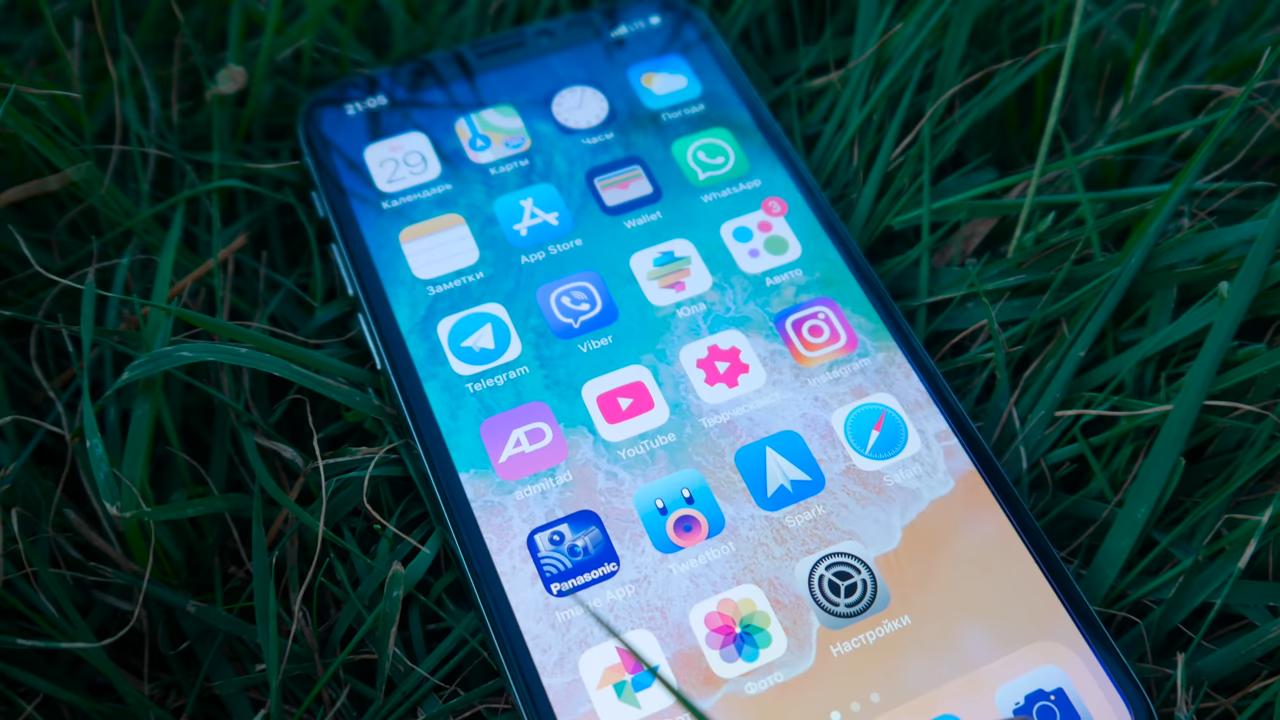 21:05
LTE
29
Календарь
Карты
Часы
Погода
Заметки
App Store
Wallet
WhatsApp
Telegram
Viber
Юла
3
Авито
AD
admitad
YouTube
Instagram
Panasonic
Image App
Tweetbot
Spark
Safari
Фото
Настройки